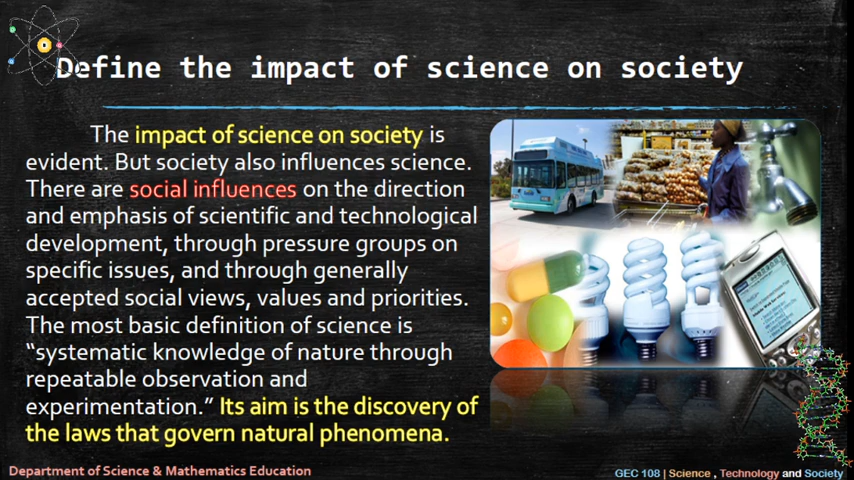 Define the impact of science on society
The impact of science on society is
evident. But society also influences science.
There are social influences on the direction
and emphasis of scientific and technological
development, through pressure groups on
specific issues, and through generally
accepted social views, values and priorities.
The most basic definition of science is
“systematic knowledge of nature through
repeatable observation and
experimentation.” Its aim is the discovery of
the laws that govern natural phenomena.
Department of Science & Mathematics Education
GEC 108 | Science , Technology and Society